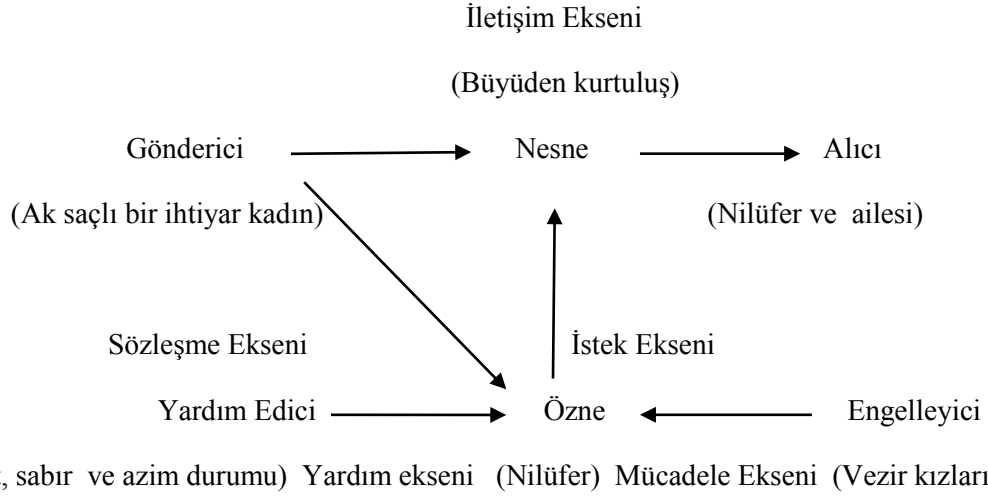 İletişim Ekseni
(Büyüden kurtuluş)
Gönderici Nesne Alıcı
(Ak saçlı bir ihtiyar kadın) (Nilüfer ve ailesi)
Sözleşme Ekseni İstek Ekseni
Yardım Edici Özne Engelleyici
sabır ve azim durumu) Yardım ekseni (Nilüfer) Mücadele Ekseni (Vezir kızları